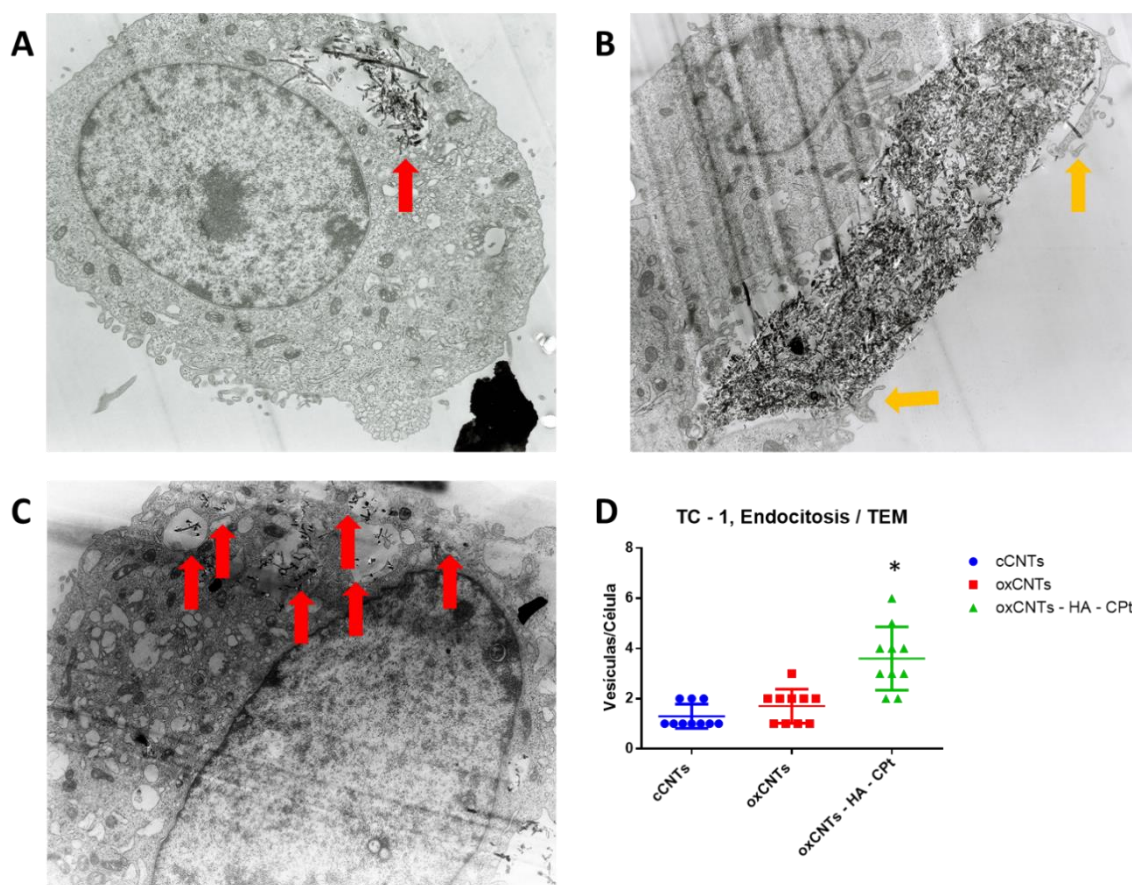 A
B
C
D
TC - 1, Endocitosis / TEM
Vesículas/Célula
8
6
4
2
0
*
cCNTs
oxCNTs
oxCNTs - HA - CPt
cCNTs
oxCNTs
oxCNTs - HA - CPt